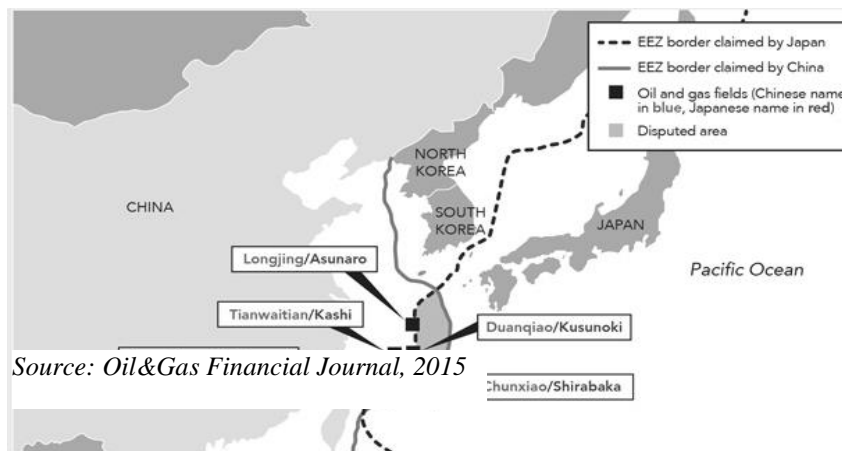 EEZ border claimed by Japan
EEZ border claimed by China
Oil and gas fields (Chinese name
in blue, Japanese name in red)
Disputed area
NORTH
KOREA
CHINA
SOUTH
KOREA
JAPAN
Longjing/Asunaro
Pacific Ocean
Tianwaitian/Kashi
Duanqiao/Kusunoki
Source: Oil&Gas Financial Journal, 2015
Chunxiao/Shirabaka